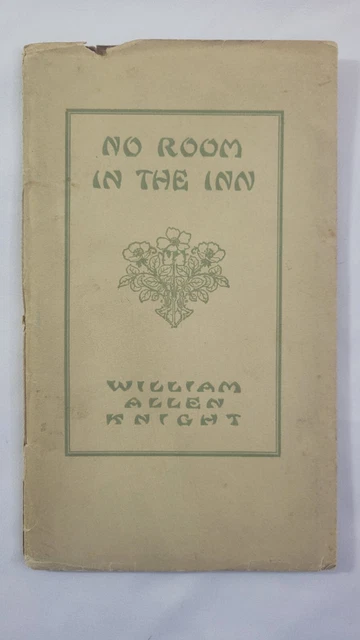 NO ROOM
IN THE INN
WILLIAM
ALLEN
KNIGHT